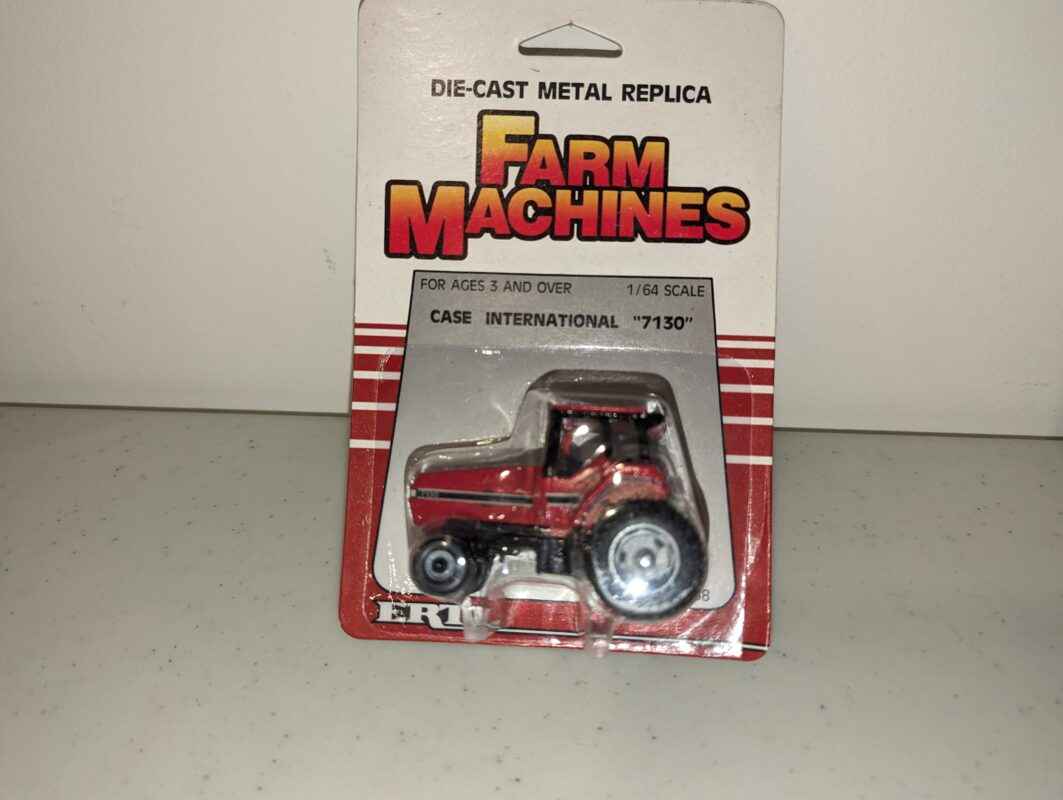 DIE-CAST METAL REPLICA
FARM
MACHINES
FOR AGES 3 AND OVER 1/64 SCALE
CASE INTERNATIONAL "7130"
ERTL